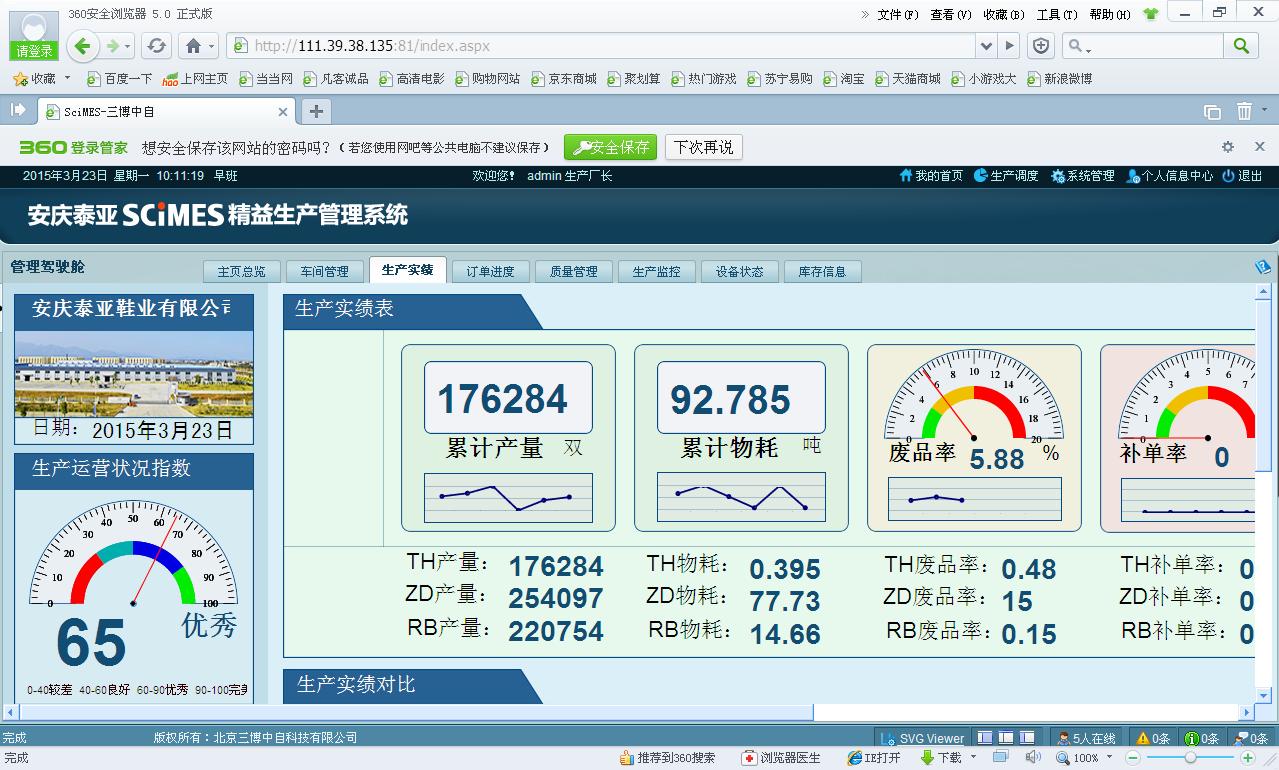 360安全浏览器 5.0 正式版
» 文件(F) 查看(V) 收藏(B) 工具(T) 帮助(H)
请登录
http://111.39.38.135:81/index.aspx
收藏 百度一下 hao 上网主页 当当网 凡客诚品 高清电影 购物网站 京东商城 聚划算 热门游戏 苏宁易购 淘宝 天猫商城 小游戏大 新浪微博
SciMES-三博中自
360登录管家 想安全保存该网站的密码吗？（若您使用网吧等公共电脑不建议保存） 安全保存 下次再说
2015年3月23日 星期一 10:11:19 早班 欢迎您! admin 生产厂长 我的首页 生产调度 系统管理 个人信息中心 退出
安庆泰亚SCiMES精益生产管理系统
管理驾驶舱 主页总览 车间管理 生产实绩 订单进度 质量管理 生产监控 设备状态 库存信息
安庆泰亚鞋业有限公司
日期： 2015年3月23日
生产运营状况指数
0 10 20 30 40 50 60 70 80 90 100
65 优秀
0-40较差 40-60良好 60-90优秀 90-100完美
生产实绩表
176284
累计产量 双
92.785
累计物耗 吨
0 2 4 6 8 10 12 14 16 18 20
废品率 5.88 %
0 1 2 3 4 5 6 7
补单率 0
TH产量： 176284 TH物耗： 0.395 TH废品率： 0.48 TH补单率： 0
ZD产量： 254097 ZD物耗： 77.73 ZD废品率： 15 ZD补单率： 0
RB产量： 220754 RB物耗： 14.66 RB废品率： 0.15 RB补单率： 0
生产实绩对比
完成 版权所有：北京三博中自科技有限公司 SVG Viewer 5人在线 0条 0条 0条
完成 推荐到360搜索 浏览器医生 IE打开 下载 100%